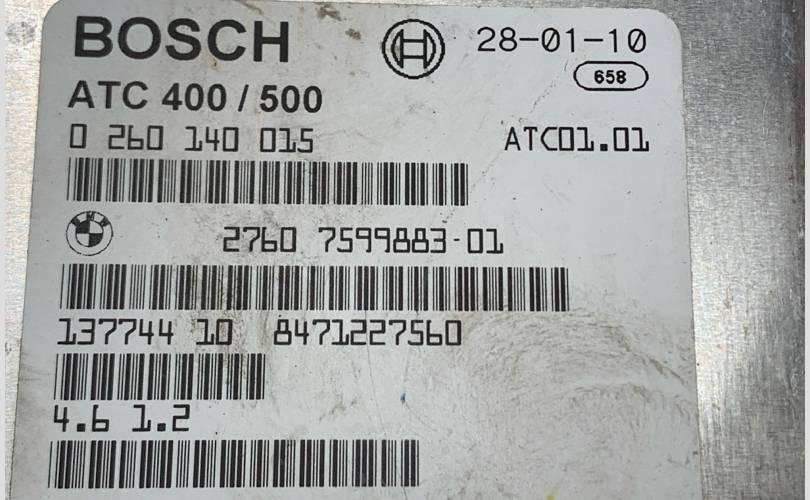 BOSCH 28-01-10
658
ATC 400 / 500
0 260 140 015 ATC01.01
BMW
2760 7599883-01
137744 10 8471227560
4.6 1.2